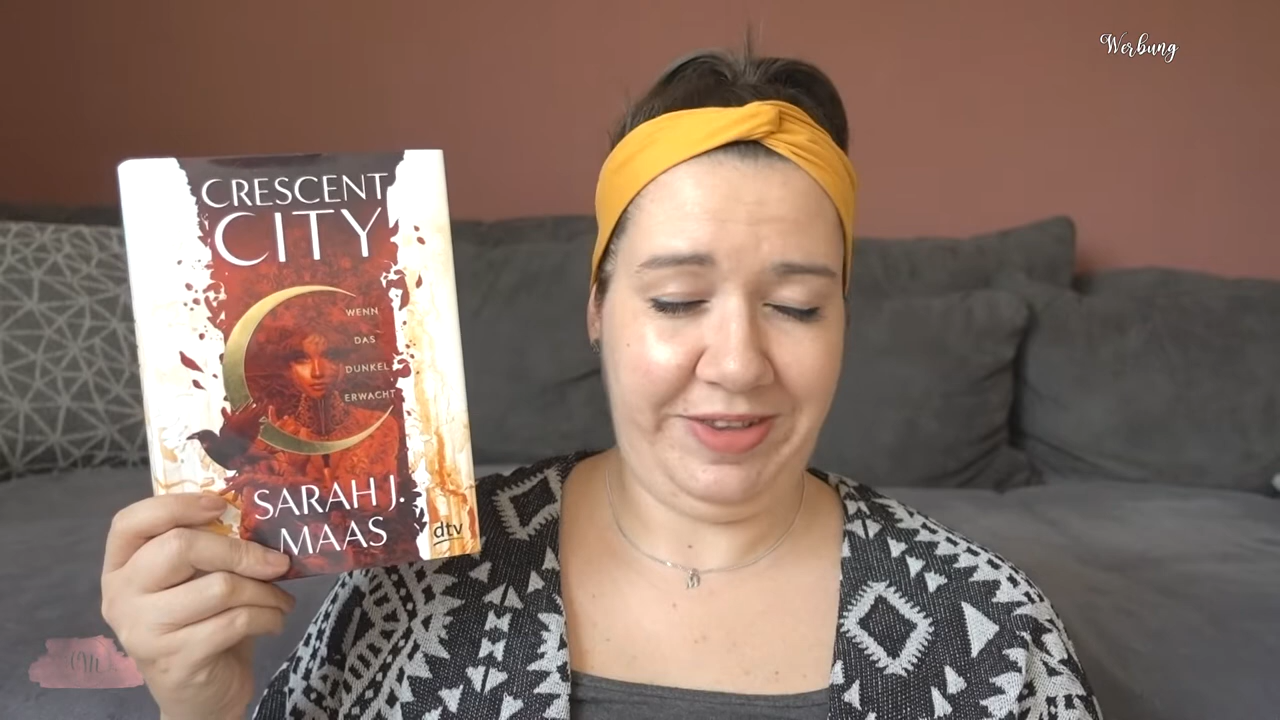 Werbung
CRESCENT
CITY
WENN
DAS
DUNKEL
ERWACHT
SARAH J.
MAAS
dtv